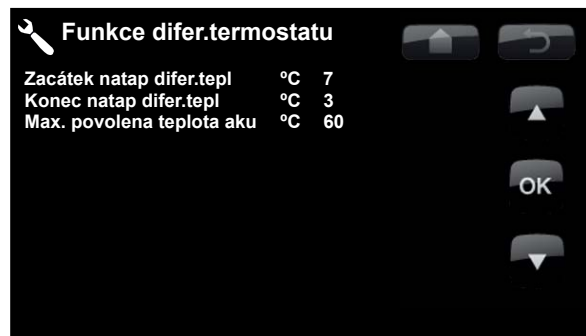 Funkce difer.termostatu
Zacátek natap difer.tepl ºC 7
Konec natap difer.tepl ºC 3
Max. povolena teplota aku ºC 60
OK